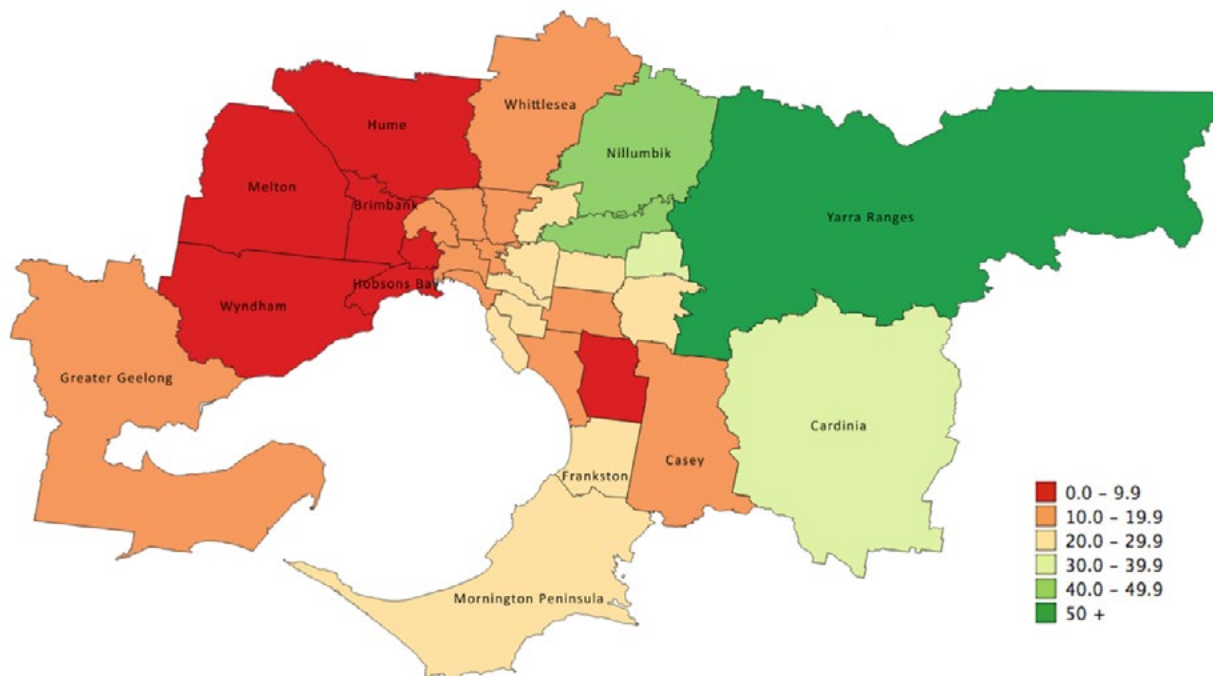 Whittlesea
Hume
Nillumbik
Melton
Brimbank
Yarra Ranges
Hobsons Bay
Wyndham
Greater Geelong
Cardinia
Casey
Frankston
Mornington Peninsula
0.0 – 9.9
10.0 – 19.9
20.0 – 29.9
30.0 – 39.9
40.0 – 49.9
50 +